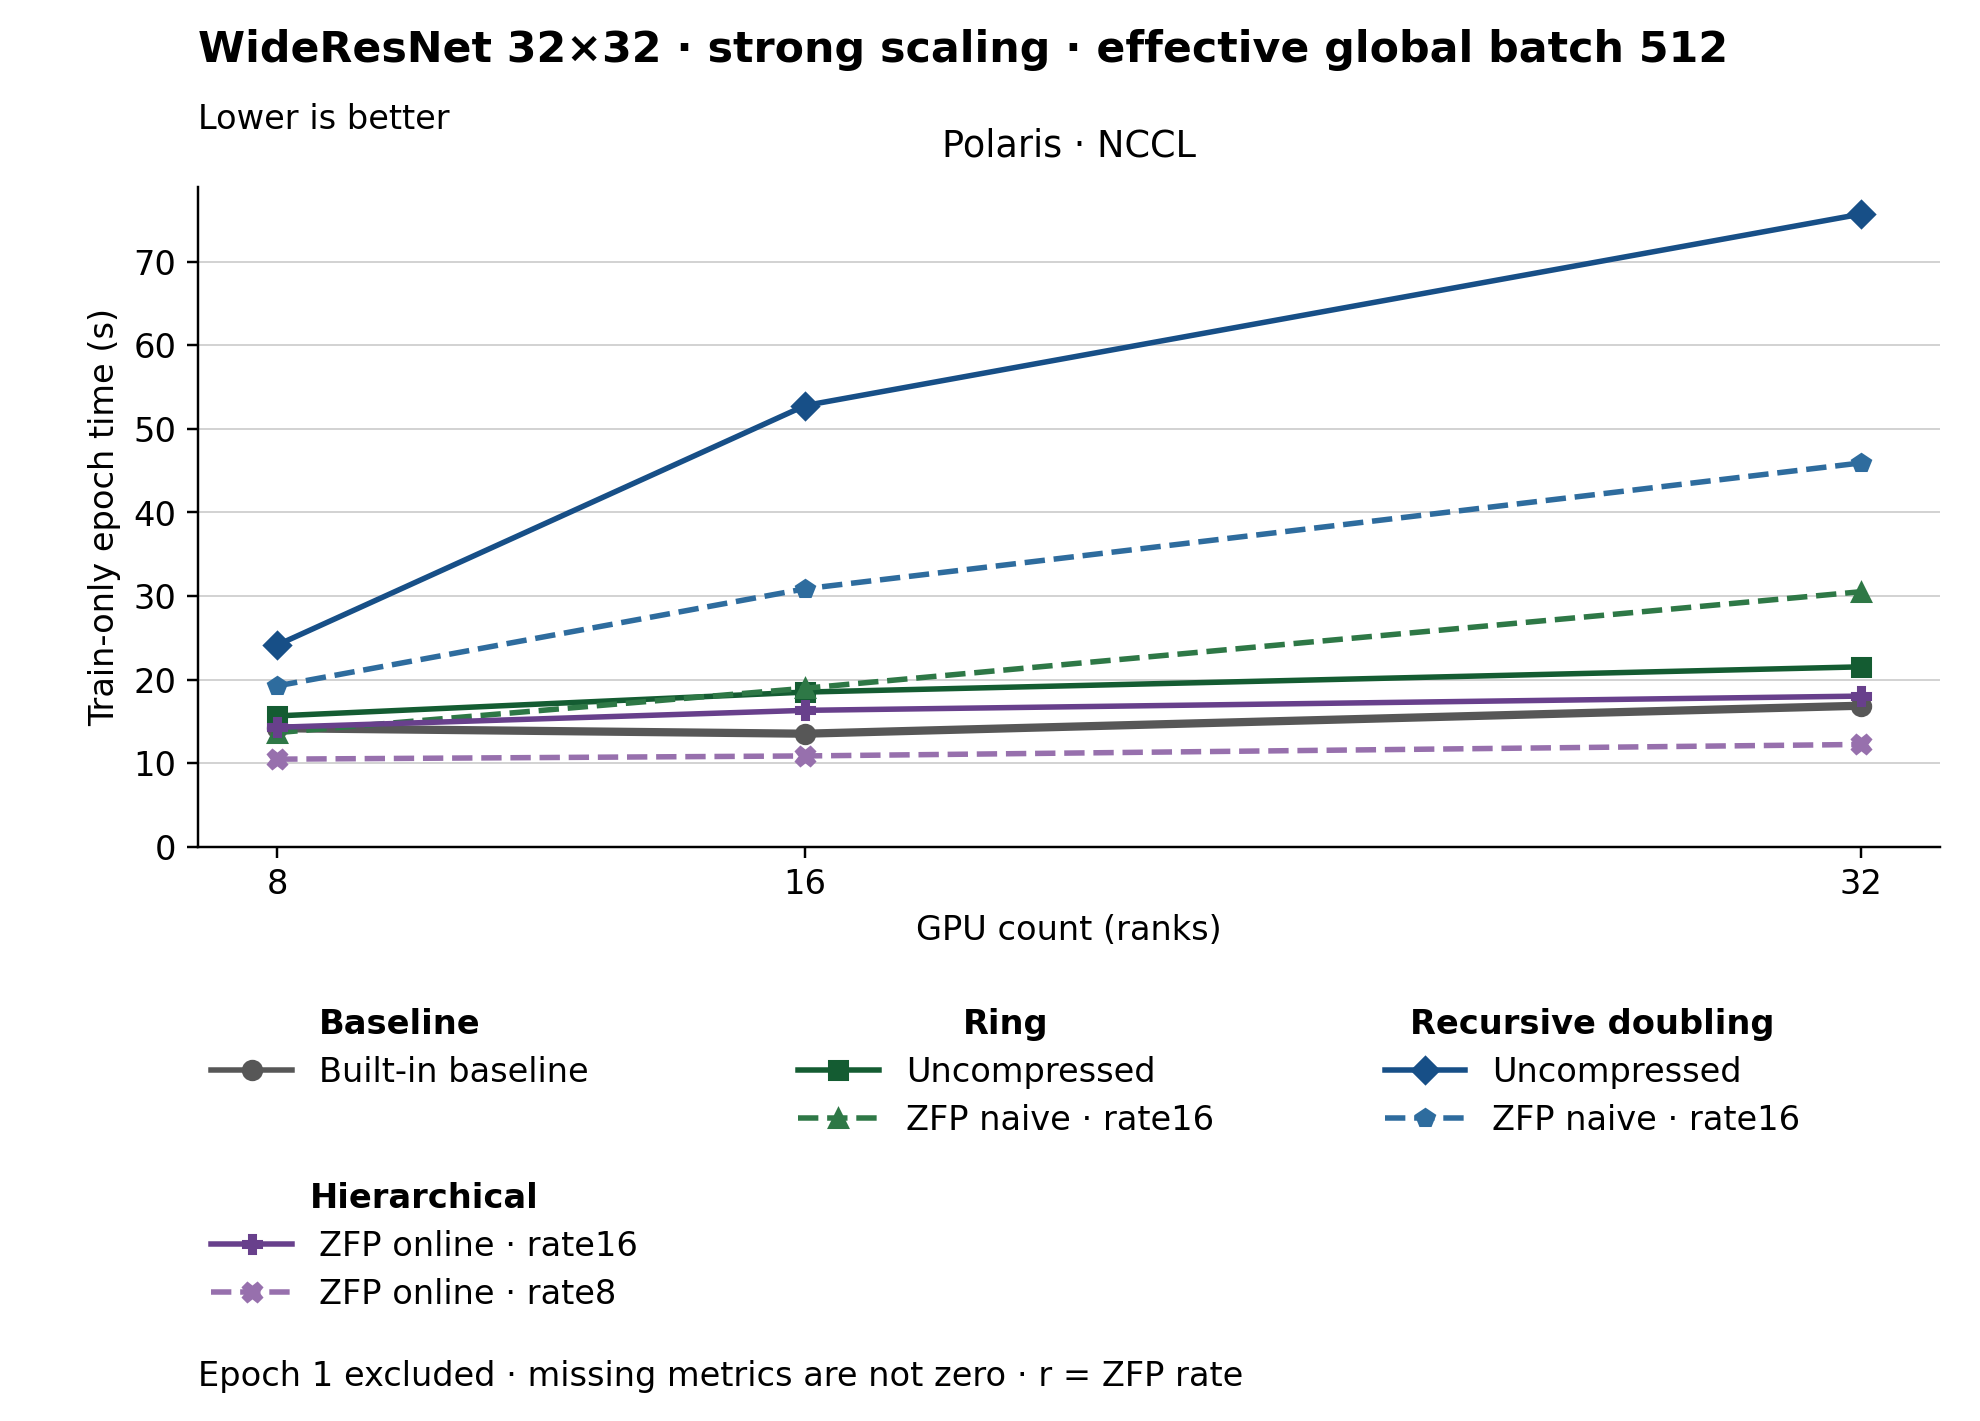 WideResNet 32×32 · strong scaling · effective global batch 512
Lower is better
Polaris · NCCL
Train-only epoch time (s)
70
60
50
40
30
20
10
0
8 16 32
GPU count (ranks)
Baseline Ring Recursive doubling
Built-in baseline Uncompressed Uncompressed
ZFP naive · rate16 ZFP naive · rate16
Hierarchical
ZFP online · rate16
ZFP online · rate8
Epoch 1 excluded · missing metrics are not zero · r = ZFP rate